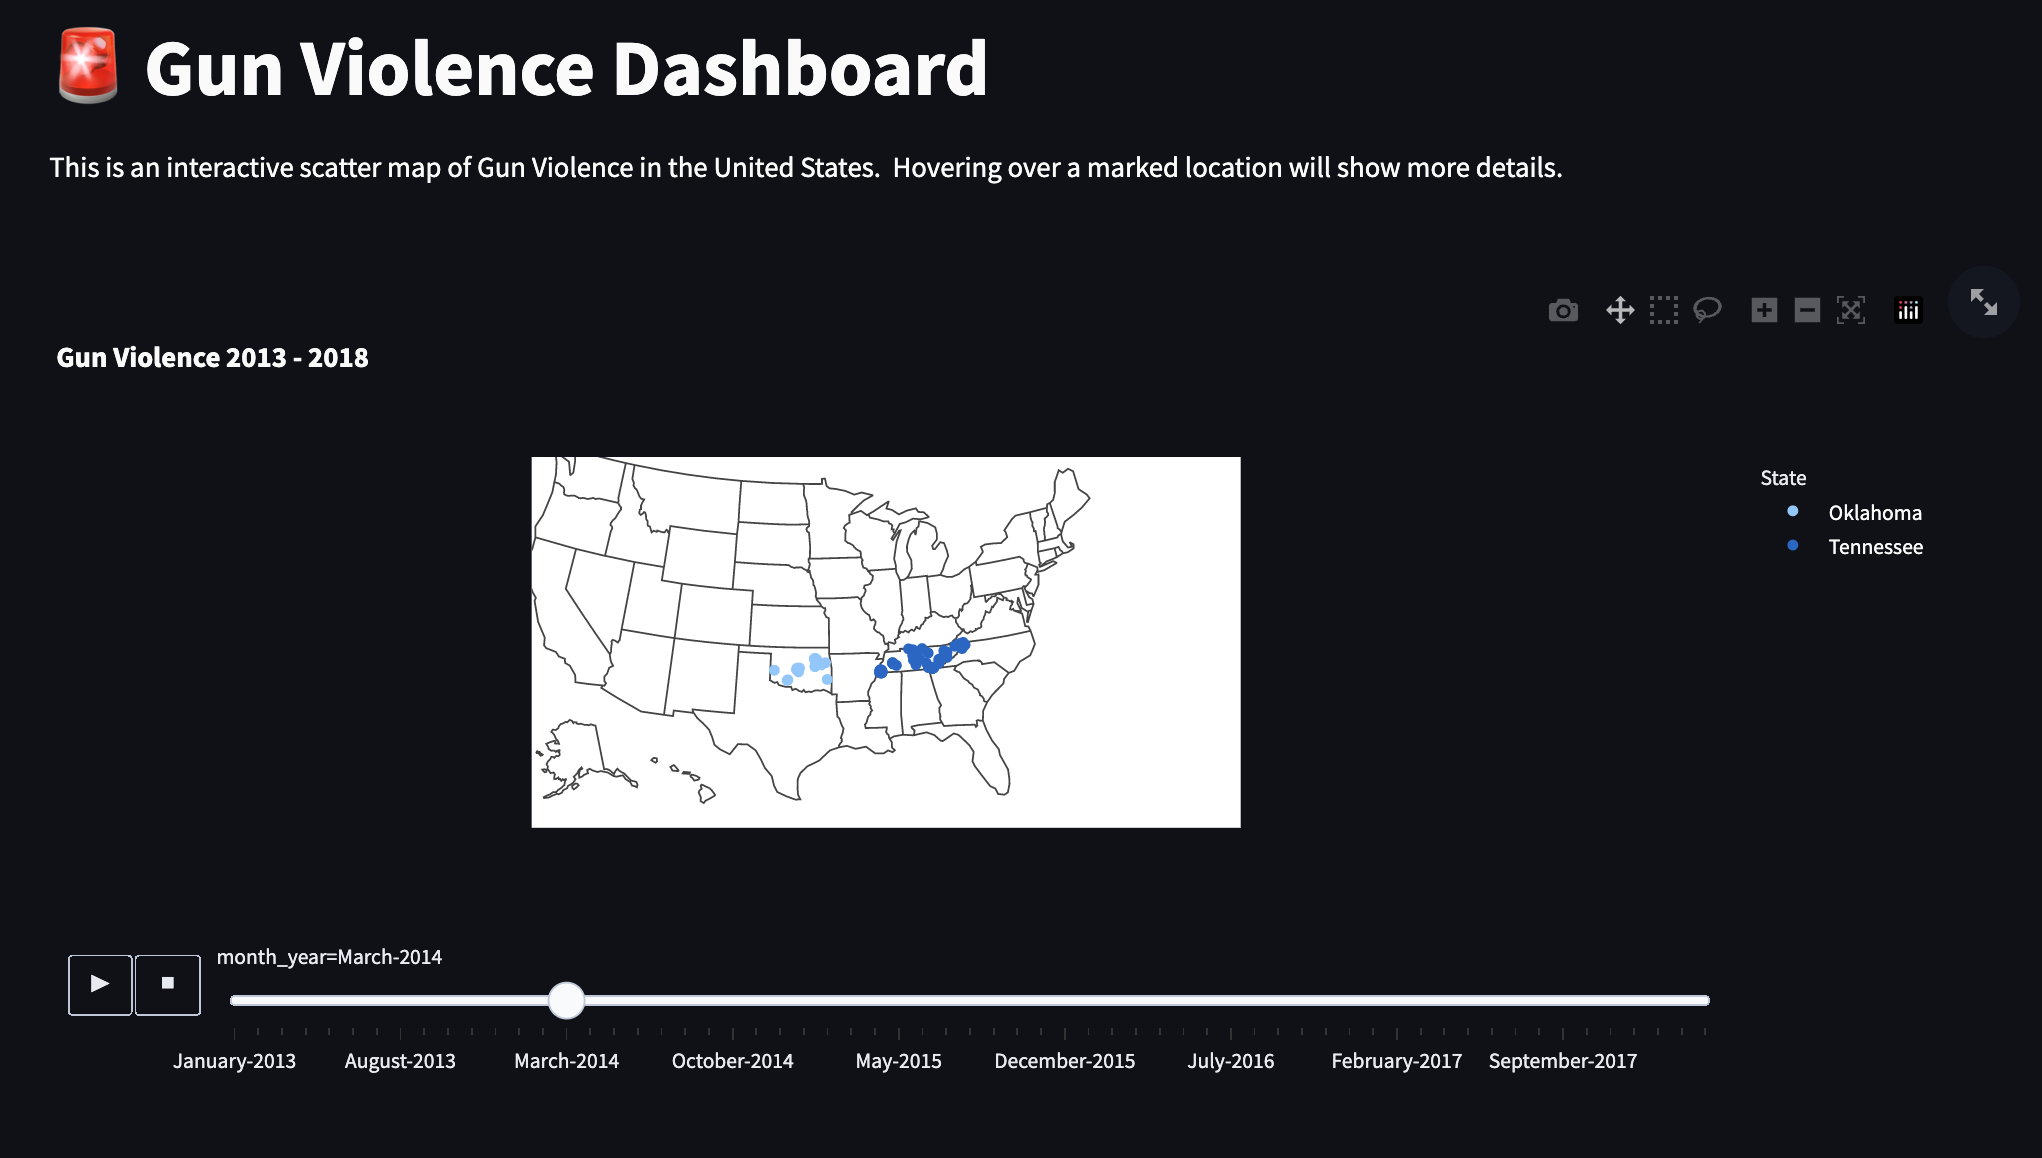 Gun Violence Dashboard
This is an interactive scatter map of Gun Violence in the United States.  Hovering over a marked location will show more details.
Gun Violence 2013 - 2018
State
Oklahoma
Tennessee
month_year=March-2014
January-2013 August-2013 March-2014 October-2014 May-2015 December-2015 July-2016 February-2017 September-2017